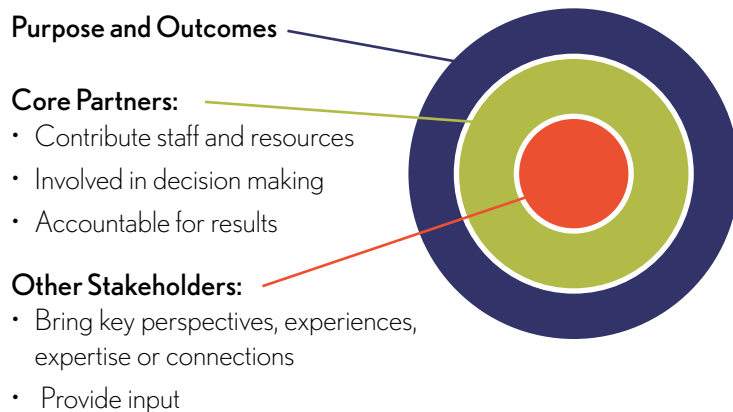 Purpose and Outcomes
Core Partners:
• Contribute staff and resources
• Involved in decision making
• Accountable for results
Other Stakeholders:
• Bring key perspectives, experiences,
expertise or connections
• Provide input